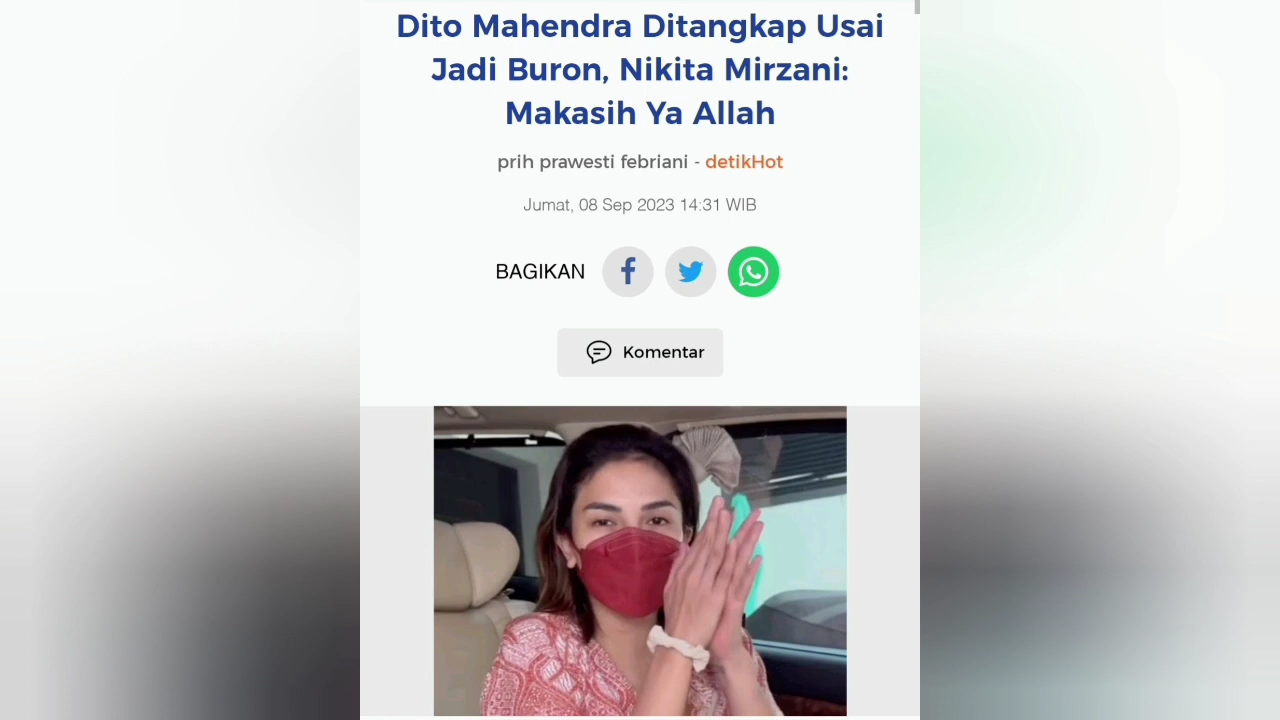 Dito Mahendra Ditangkap Usai
Jadi Buron, Nikita Mirzani:
Makasih Ya Allah
prih prawesti febriani - detikHot
Jumat, 08 Sep 2023 14:31 WIB
BAGIKAN
Komentar